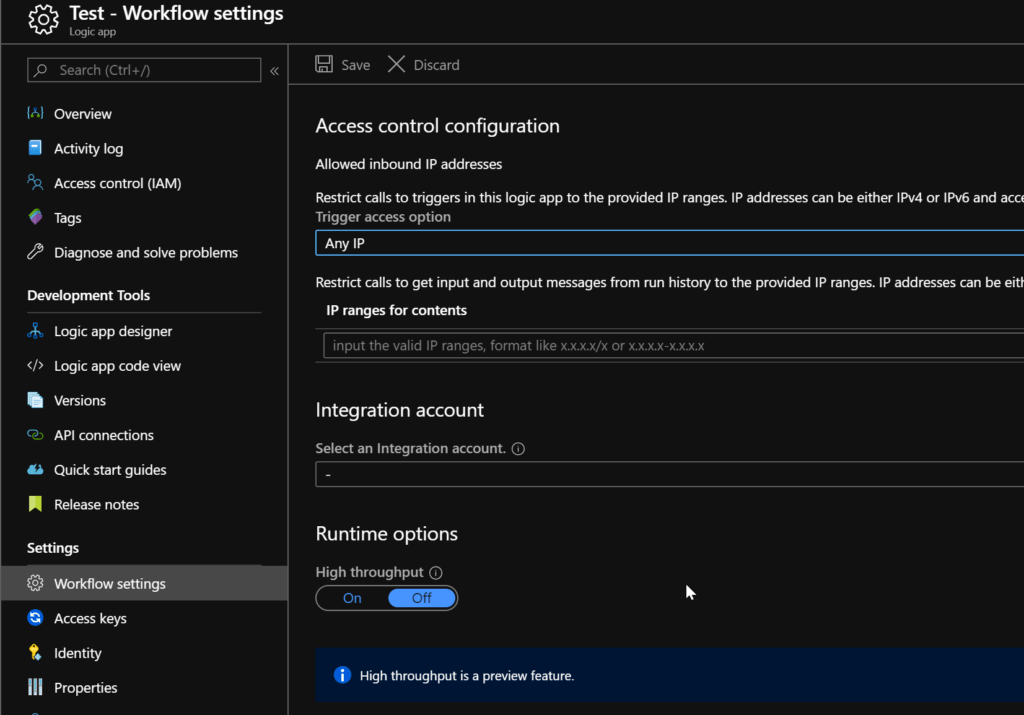 Test - Workflow settings
Logic app
Search (Ctrl+/)
«
Overview
Activity log
Access control (IAM)
Tags
Diagnose and solve problems
Development Tools
Logic app designer
Logic app code view
Versions
API connections
Quick start guides
Release notes
Settings
Workflow settings
Access keys
Identity
Properties
Save
Discard
Access control configuration
Allowed inbound IP addresses
Restrict calls to triggers in this logic app to the provided IP ranges. IP addresses can be either IPv4 or IPv6 and acce
Trigger access option
Any IP
Restrict calls to get input and output messages from run history to the provided IP ranges. IP addresses can be eith
IP ranges for contents
input the valid IP ranges, format like x.x.x.x/x or x.x.x.x-x.x.x.x
Integration account
Select an Integration account.
-
Runtime options
High throughput
On Off
High throughput is a preview feature.